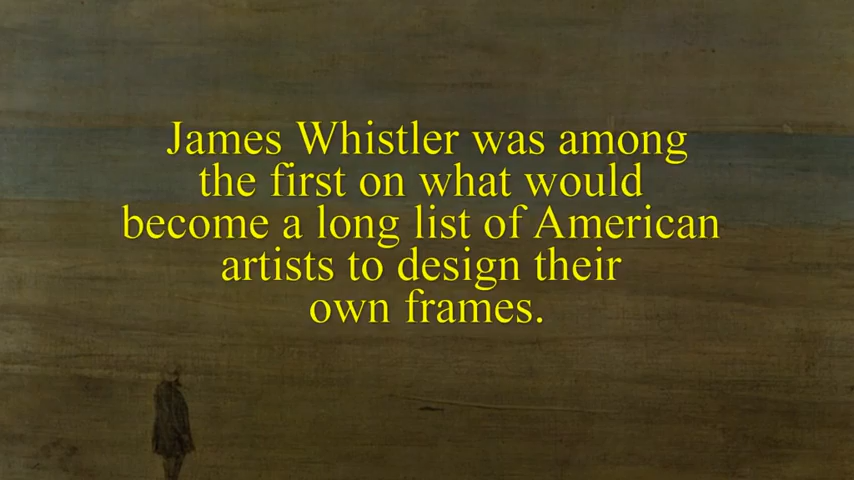 James Whistler was among
the first on what would
become a long list of American
artists to design their
own frames.